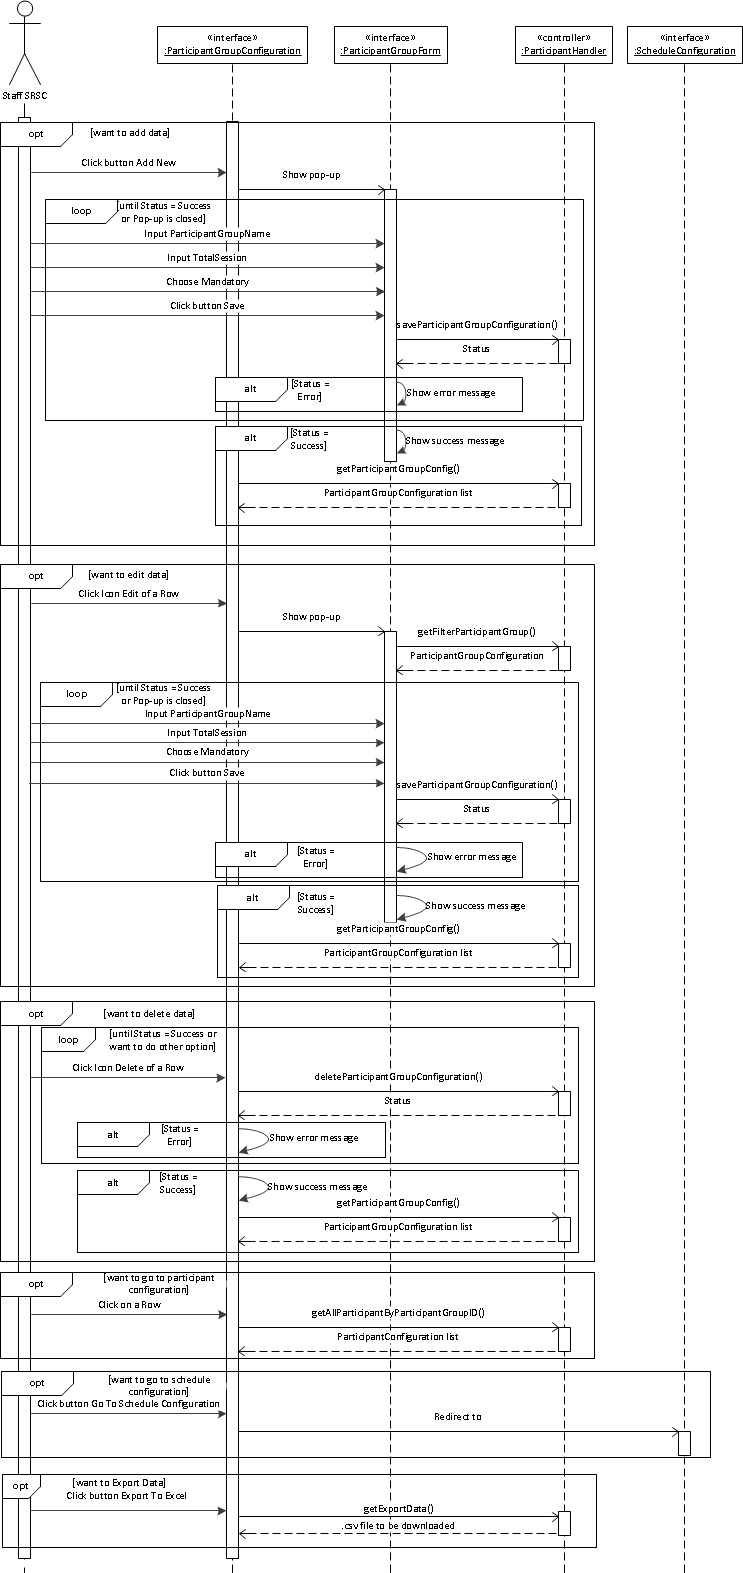 «interface»
:ParticipantGroupConfiguration
«interface»
:ParticipantGroupForm
«controller»
:ParticipantHandler
«interface»
:ScheduleConfiguration
Staff SRSC
opt
[want to add data]
Click button Add New
Show pop-up
loop
[until Status = Success
or Pop-up is closed]
Input ParticipantGroupName
Input TotalSession
Choose Mandatory
Click button Save
saveParticipantGroupConfiguration()
Status
alt
[Status =
Error]
Show error message
alt
[Status =
Success]
Show success message
getParticipantGroupConfig()
ParticipantGroupConfiguration list
opt
[want to edit data]
Click Icon Edit of a Row
Show pop-up
getFilterParticipantGroup()
ParticipantGroupConfiguration
loop
[until Status = Success
or Pop-up is closed]
Input ParticipantGroupName
Input TotalSession
Choose Mandatory
Click button Save
saveParticipantGroupConfiguration()
Status
alt
[Status =
Error]
Show error message
alt
[Status =
Success]
Show success message
getParticipantGroupConfig()
ParticipantGroupConfiguration list
opt
[want to delete data]
loop
[until Status = Success or
want to do other option]
Click Icon Delete of a Row
deleteParticipantGroupConfiguration()
Status
alt
[Status =
Error]
Show error message
alt
[Status =
Success]
Show success message
getParticipantGroupConfig()
ParticipantGroupConfiguration list
opt
[want to go to participant
configuration]
Click on a Row
getAllParticipantByParticipantGroupID()
ParticipantConfiguration list
opt
[want to go to schedule
configuration]
Click button Go To Schedule Configuration
Redirect to
opt
[want to Export Data]
Click button Export To Excel
getExportData()
.csv file to be downloaded